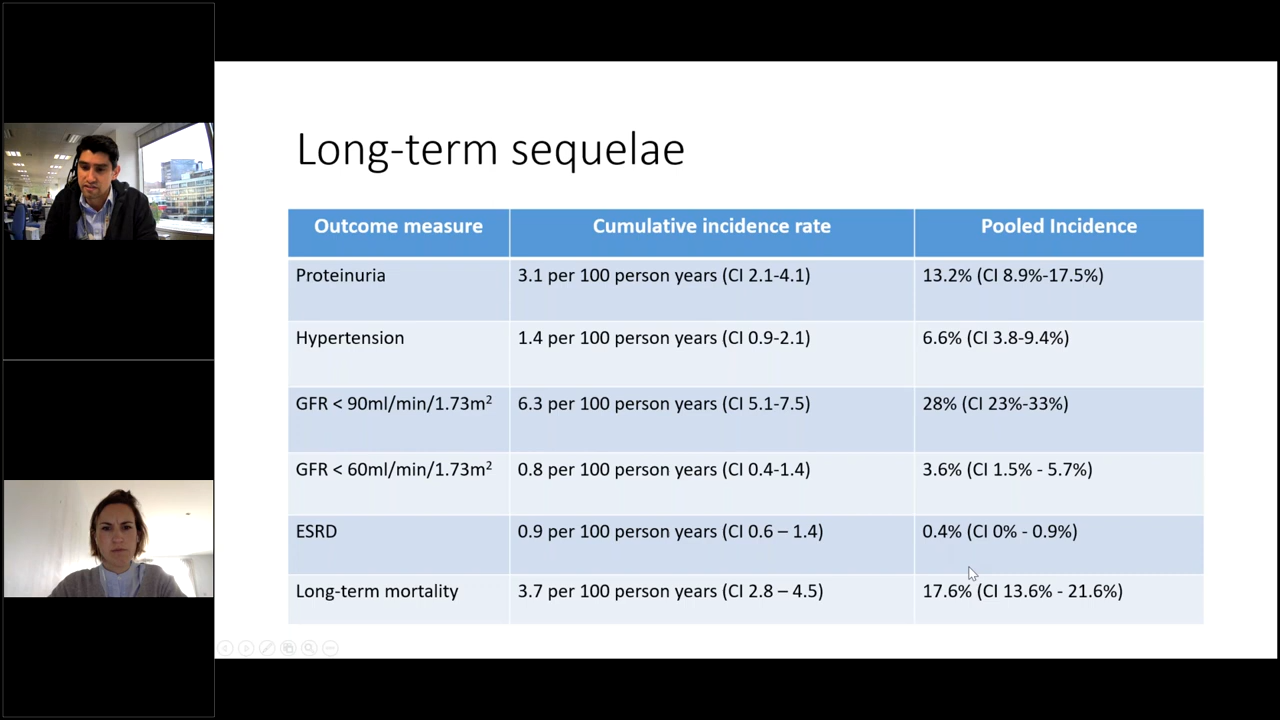 Long-term sequelae
Outcome measure Cumulative incidence rate Pooled Incidence
Proteinuria 3.1 per 100 person years (CI 2.1-4.1) 13.2% (CI 8.9%-17.5%)
Hypertension 1.4 per 100 person years (CI 0.9-2.1) 6.6% (CI 3.8-9.4%)
GFR < 90ml/min/1.73m² 6.3 per 100 person years (CI 5.1-7.5) 28% (CI 23%-33%)
GFR < 60ml/min/1.73m² 0.8 per 100 person years (CI 0.4-1.4) 3.6% (CI 1.5% - 5.7%)
ESRD 0.9 per 100 person years (CI 0.6 – 1.4) 0.4% (CI 0% - 0.9%)
Long-term mortality 3.7 per 100 person years (CI 2.8 – 4.5) 17.6% (CI 13.6% - 21.6%)